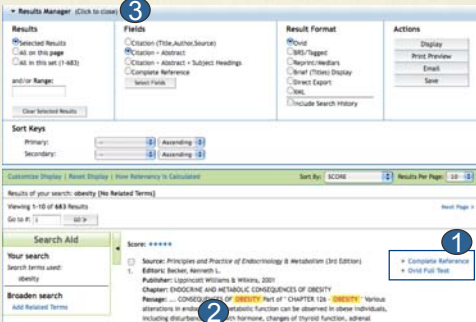 ▾ Results Manager (Click to close) 3
Results Fields Result Format Actions
Selected Results Citation (Title,Author,Source) Ovid Display
All on this page Citation + Abstract BRS/Tagged Print Preview
All in this set (1-683) Citation + Abstract + Subject Headings Reprint/Medlars Email
Complete Reference Brief (Titles) Display Save
and/or Range: Select Fields Direct Export
XML
Clear Selected Results Include Search History
Sort Keys
Primary: - Ascending
Secondary: - Ascending
Customize Display | Reset Display | How Relevancy is Calculated Sort By: SCORE Results Per Page: 10
Results of your search: obesity [No Related Terms]
Viewing 1-10 of 683 Results Next Page >
Go to #: 1 GO >
Search Aid Score: ★★★★★ 1
Your search Source: Principles and Practice of Endocrinology & Metabolism (3rd Edition) • Complete Reference
Search terms used: 1. Editors: Becker, Kenneth L. • Ovid Full Text
obesity Publisher: Lippincott Williams & Wilkins, 2001
Chapter: ENDOCRINE AND METABOLIC CONSEQUENCES OF OBESITY
Broaden search Passage: .... CONSEQUENCES OF OBESITY Part of " CHAPTER 126 - OBESITY " Various
Add Related Terms alterations in metabolic function can be observed in obese individuals,
2 including hormone, changes of thyroid function, adrenal